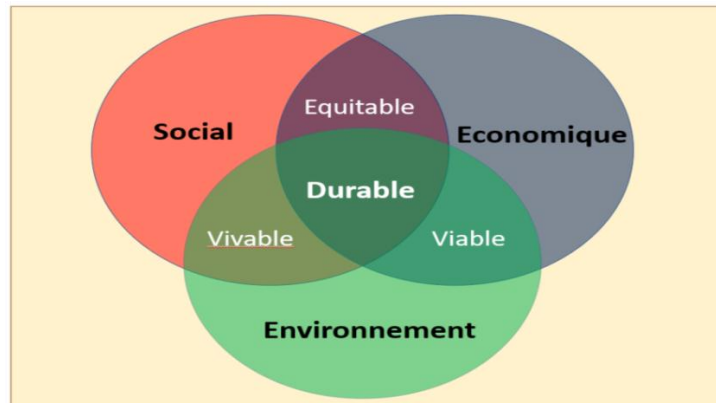 Equitable
Social
Economique
Durable
Vivable
Viable
Environnement